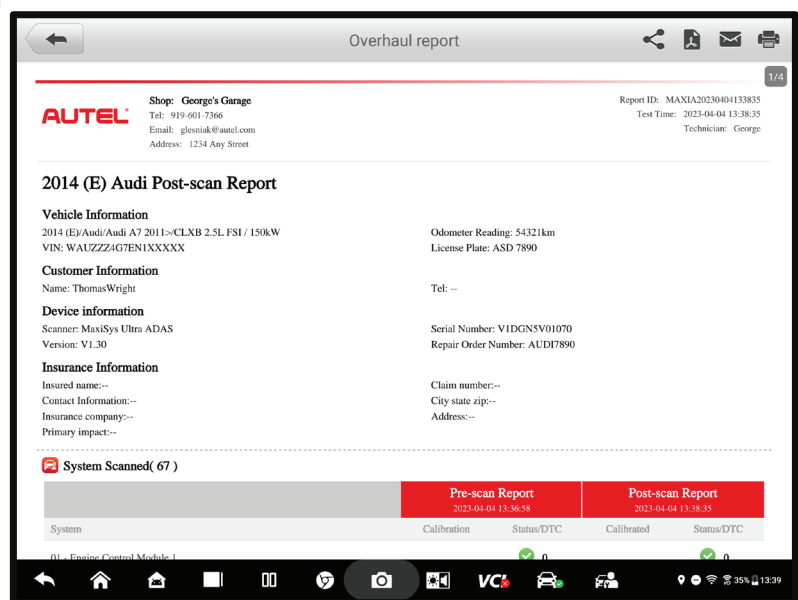 Overhaul report
1/4
AUTEL
Shop: George's Garage
Tel: 919-601-7366
Email: glesniak@autel.com
Address: 1234 Any Street
Report ID: MAXIA20230404133835
Test Time: 2023-04-04 13:38:35
Technician: George
2014 (E) Audi Post-scan Report
Vehicle Information
2014 (E)/Audi/Audi A7 2011>/CLXB 2.5L FSI / 150kW
Odometer Reading: 54321km
VIN: WAUZZZ4G7EN1XXXXX
License Plate: ASD 7890
Customer Information
Name: ThomasWright
Tel: --
Device information
Scanner: MaxiSys Ultra ADAS
Serial Number: V1DGN5V01070
Version: V1.30
Repair Order Number: AUDI7890
Insurance Information
Insured name:--
Claim number:--
Contact Information:--
City state zip:--
Insurance company:--
Address:--
Primary impact:--
System Scanned( 67 )
Pre-scan Report
2023-04-04 13:36:58
Post-scan Report
2023-04-04 13:38:35
System
Calibration
Status/DTC
Calibrated
Status/DTC
01 - Engine Control Module 1
0
0
VCI
35%
13:39